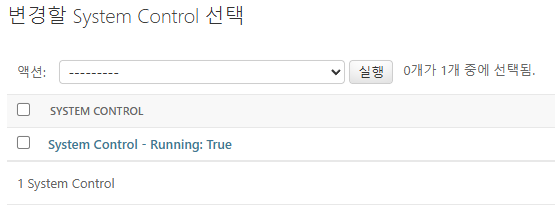 변경할 System Control 선택
액션: --------- 실행 0개가 1개 중에 선택됨.
SYSTEM CONTROL
System Control - Running: True
1 System Control